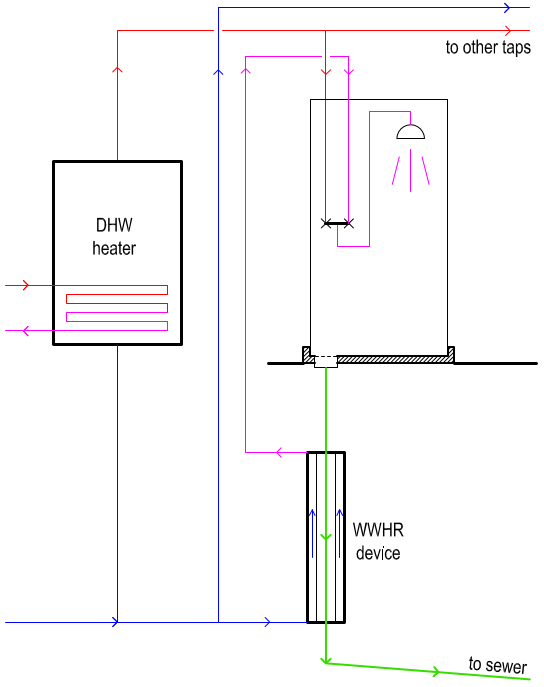 to other taps
DHW
heater
WWHR
device
to sewer